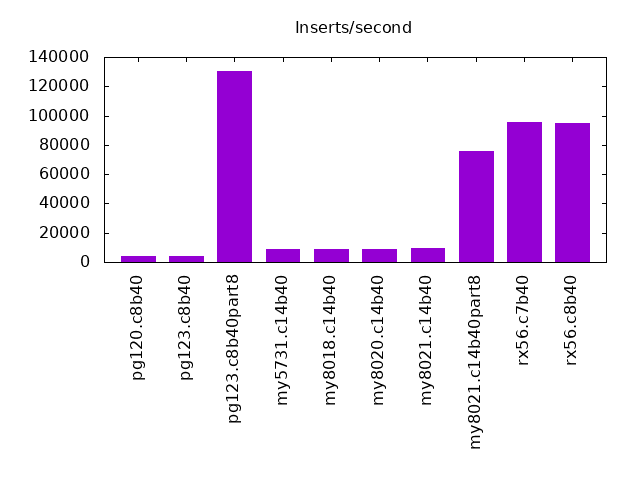 Inserts/second
140000
120000
100000
80000
60000
40000
20000
0
pg120.c8b40
pg123.c8b40
pg123.c8b40part8
my5731.c14b40
my8018.c14b40
my8020.c14b40
my8021.c14b40
my8021.c14b40part8
rx56.c7b40
rx56.c8b40